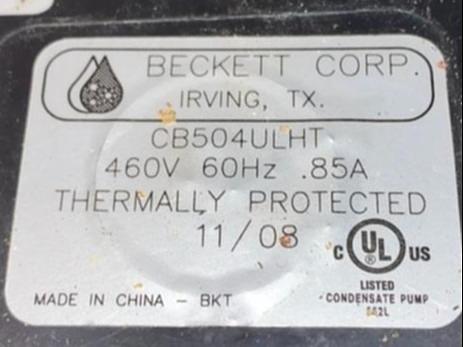 BECKETT CORP.
IRVING, TX.
CB504ULHT
460V 60Hz .85A
THERMALLY PROTECTED
11/08
C UL US
®
LISTED
CONDENSATE PUMP
MADE IN CHINA - BKT